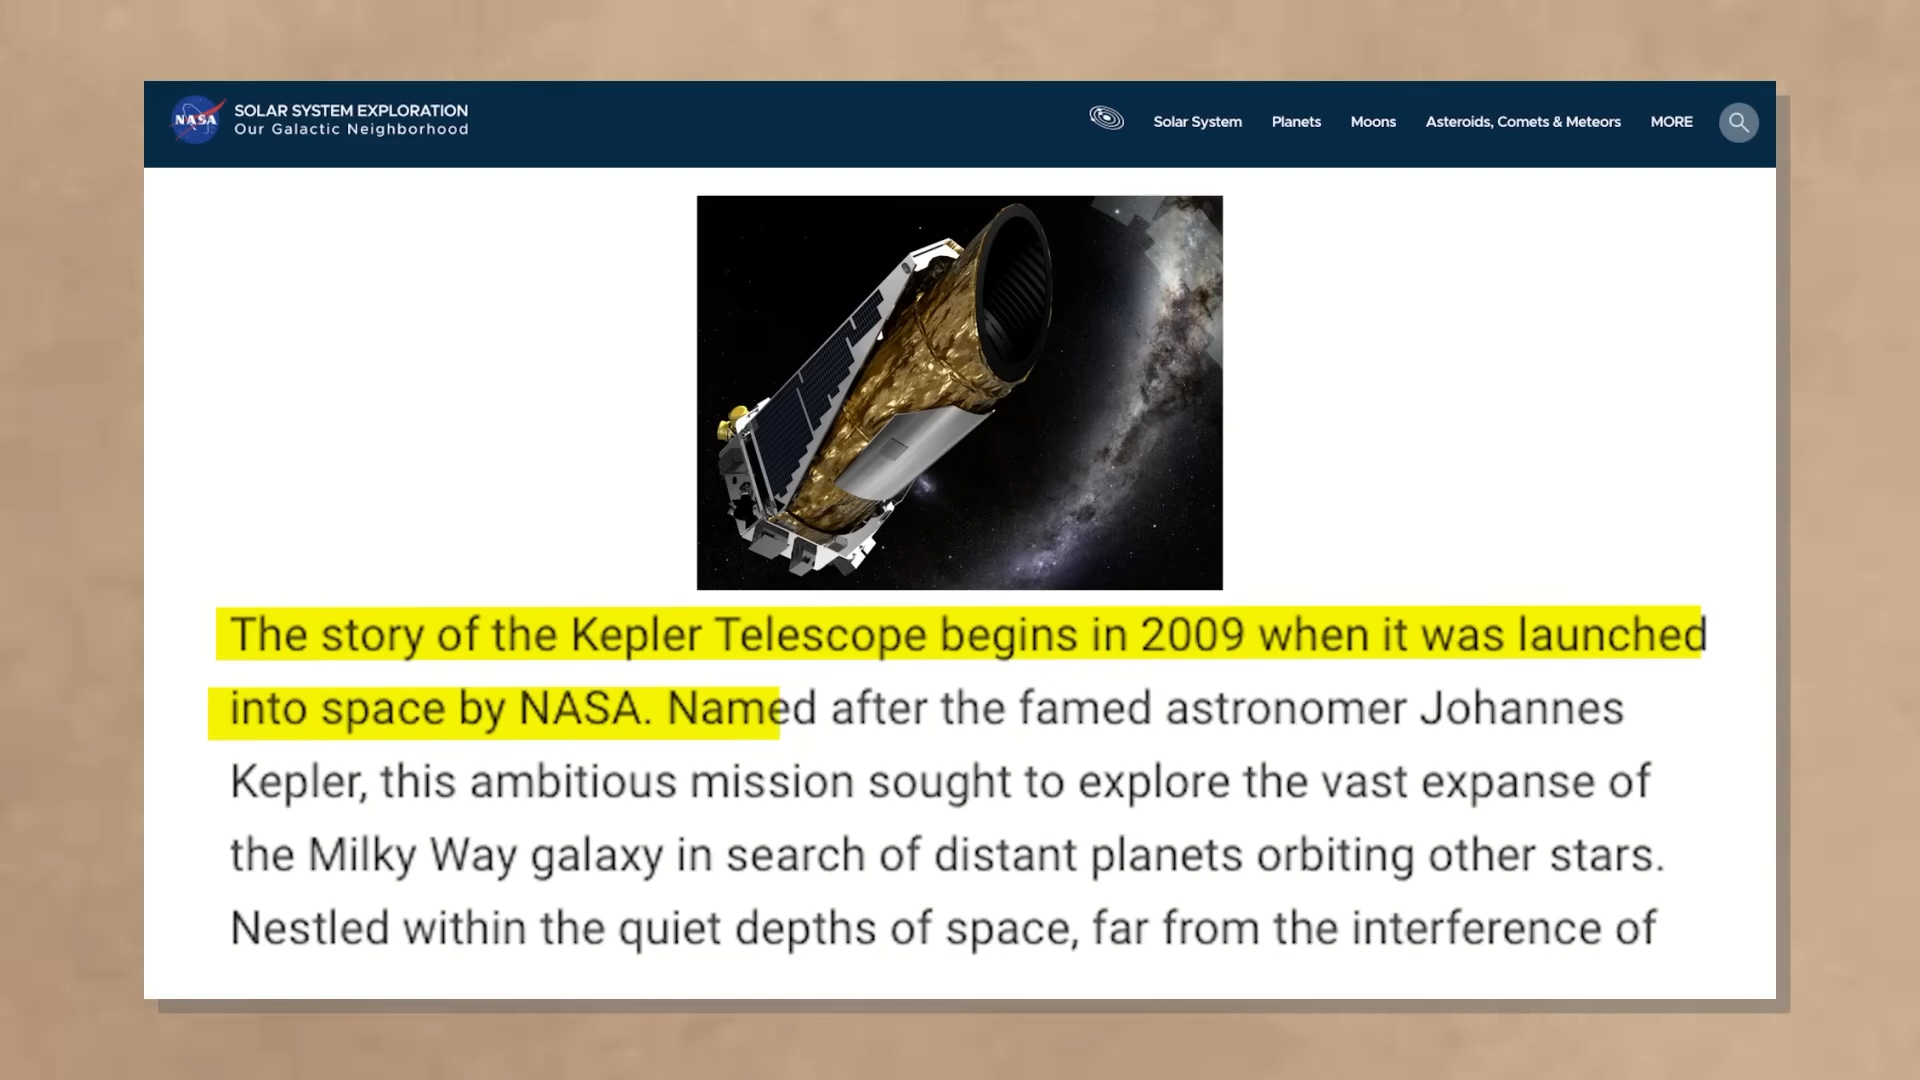 NASA
SOLAR SYSTEM EXPLORATION
Our Galactic Neighborhood
Solar System
Planets
Moons
Asteroids, Comets & Meteors
MORE
The story of the Kepler Telescope begins in 2009 when it was launched
into space by NASA. Named after the famed astronomer Johannes
Kepler, this ambitious mission sought to explore the vast expanse of
the Milky Way galaxy in search of distant planets orbiting other stars.
Nestled within the quiet depths of space, far from the interference of